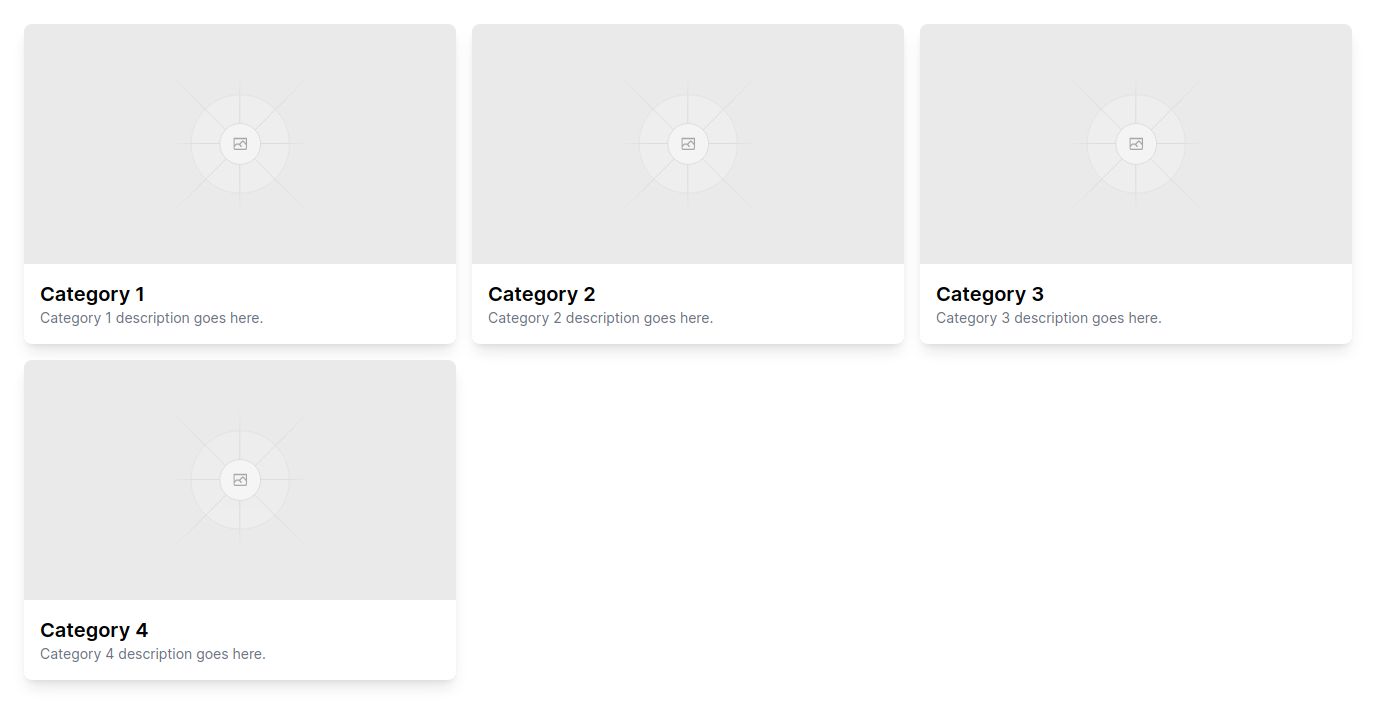 Category 1
Category 1 description goes here.
Category 2
Category 2 description goes here.
Category 3
Category 3 description goes here.
Category 4
Category 4 description goes here.